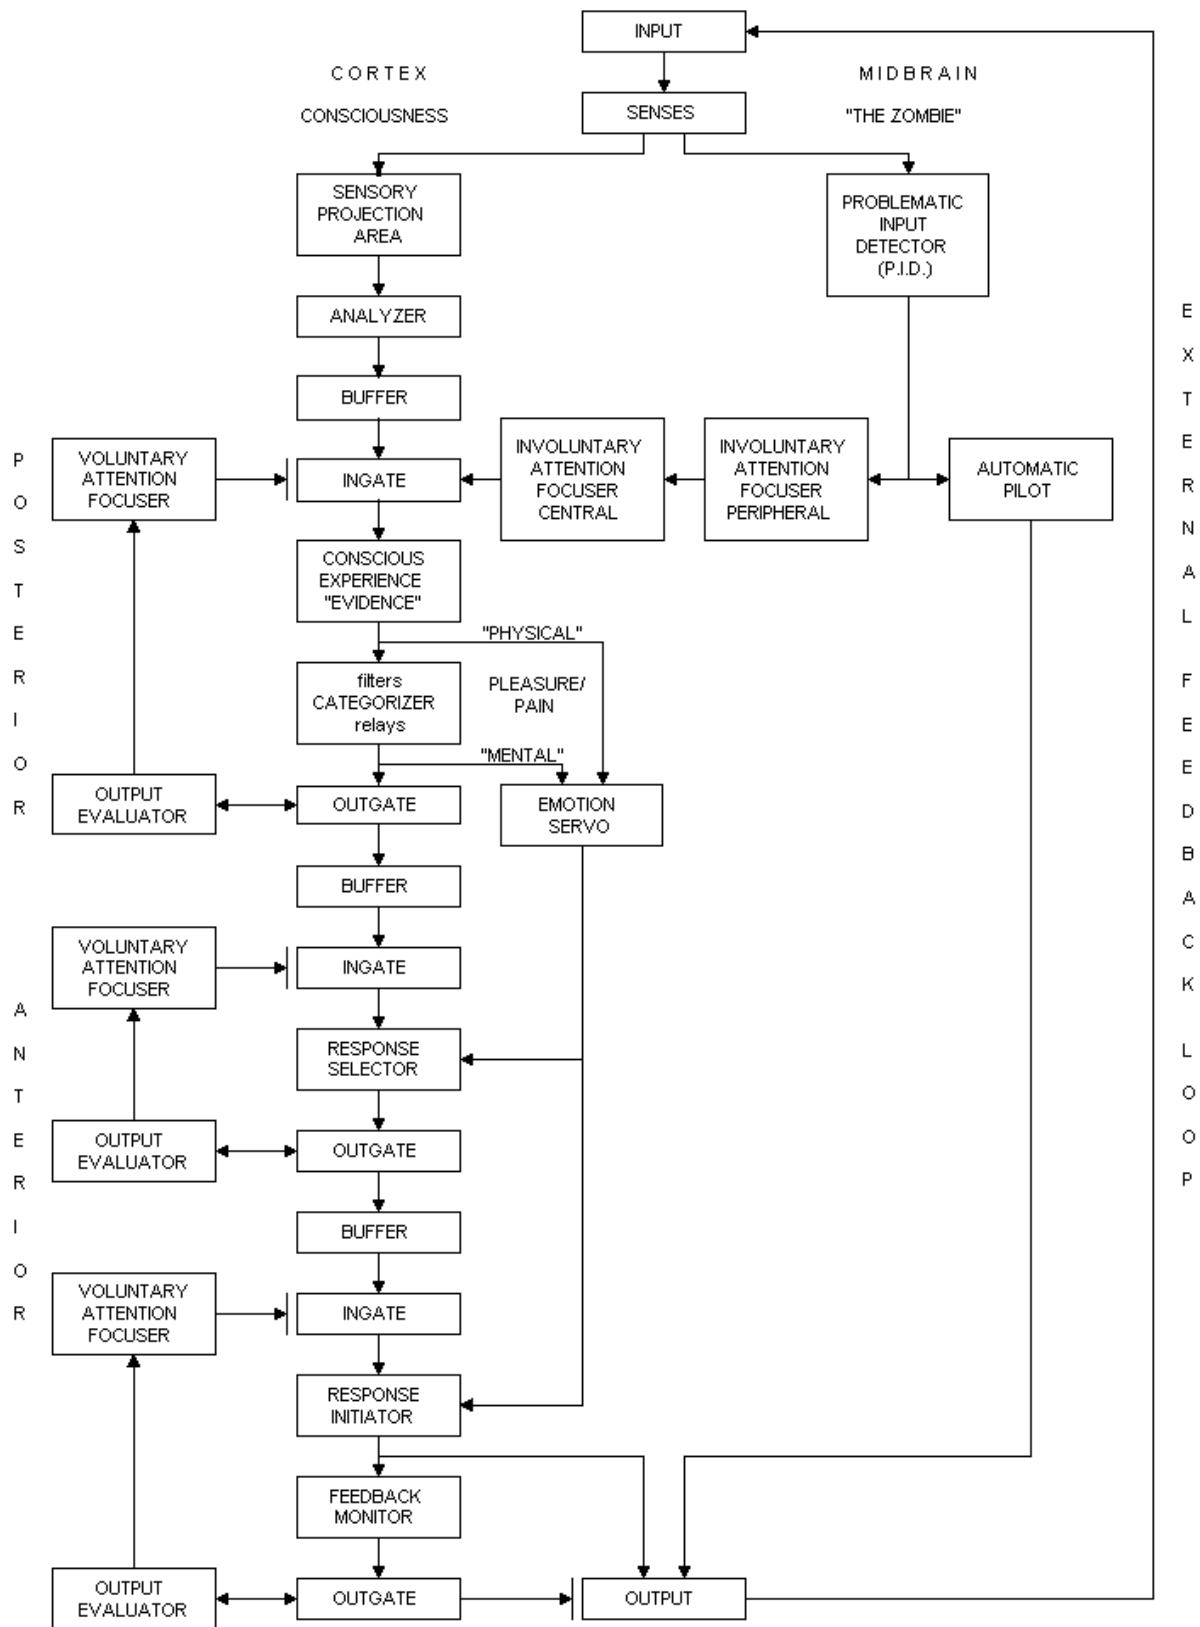 INPUT
C O R T E X
M I D B R A I N
CONSCIOUSNESS
SENSES
"THE ZOMBIE"
SENSORY
PROJECTION
AREA
PROBLEMATIC
INPUT
DETECTOR
(P.I.D.)
ANALYZER
BUFFER
VOLUNTARY
ATTENTION
FOCUSER
INGATE
INVOLUNTARY
ATTENTION
FOCUSER
CENTRAL
INVOLUNTARY
ATTENTION
FOCUSER
PERIPHERAL
AUTOMATIC
PILOT
CONSCIOUS
EXPERIENCE
"EVIDENCE"
"PHYSICAL"
filters
CATEGORIZER
relays
PLEASURE/
PAIN
"MENTAL"
OUTPUT
EVALUATOR
OUTGATE
EMOTION
SERVO
BUFFER
VOLUNTARY
ATTENTION
FOCUSER
INGATE
RESPONSE
SELECTOR
OUTPUT
EVALUATOR
OUTGATE
BUFFER
VOLUNTARY
ATTENTION
FOCUSER
INGATE
RESPONSE
INITIATOR
FEEDBACK
MONITOR
OUTPUT
EVALUATOR
OUTGATE
OUTPUT
P O S T E R I O R
A N T E R I O R
E X T E R N A L F E E D B A C K L O O P